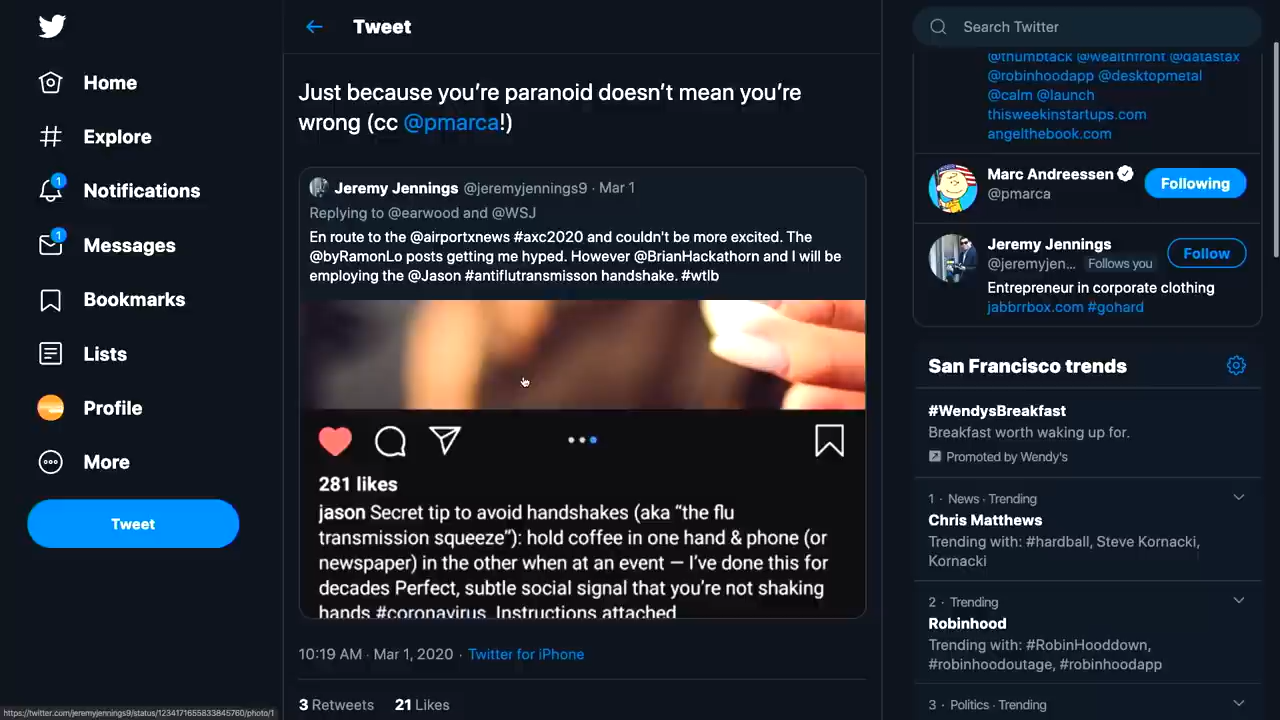 Home
Explore
1
Notifications
1
Messages
Bookmarks
Lists
Profile
More
Tweet
Tweet
Just because you're paranoid doesn't mean you're
wrong (cc @pmarca!)
Jeremy Jennings @jeremyjennings9 · Mar 1
Replying to @earwood and @WSJ
En route to the @airportxnews #axc2020 and couldn't be more excited. The
@byRamonLo posts getting me hyped. However @BrianHackathorn and I will be
employing the @Jason #antiflutransmisson handshake. #wtlb
281 likes
jason Secret tip to avoid handshakes (aka “the flu
transmission squeeze”): hold coffee in one hand & phone (or
newspaper) in the other when at an event — I've done this for
decades Perfect, subtle social signal that you're not shaking
hands #coronavirus Instructions attached
10:19 AM · Mar 1, 2020 · Twitter for iPhone
3 Retweets 21 Likes
Search Twitter
@thumbtack @wealthfront @datastax
@robinhoodapp @desktopmetal
@calm @launch
thisweekinstartups.com
angelthebook.com
Marc Andreessen
@pmarca
Following
Jeremy Jennings
@jeremyjen... Follows you
Follow
Entrepreneur in corporate clothing
jabbrrbox.com #gohard
San Francisco trends
#WendysBreakfast
Breakfast worth waking up for.
Promoted by Wendy's
1 · News · Trending
Chris Matthews
Trending with: #hardball, Steve Kornacki,
Kornacki
2 · Trending
Robinhood
Trending with: #RobinHooddown,
#robinhoodoutage, #robinhoodapp
3 · Politics · Trending
https://twitter.com/jeremyjennings9/status/1234171655833845760/photo/1